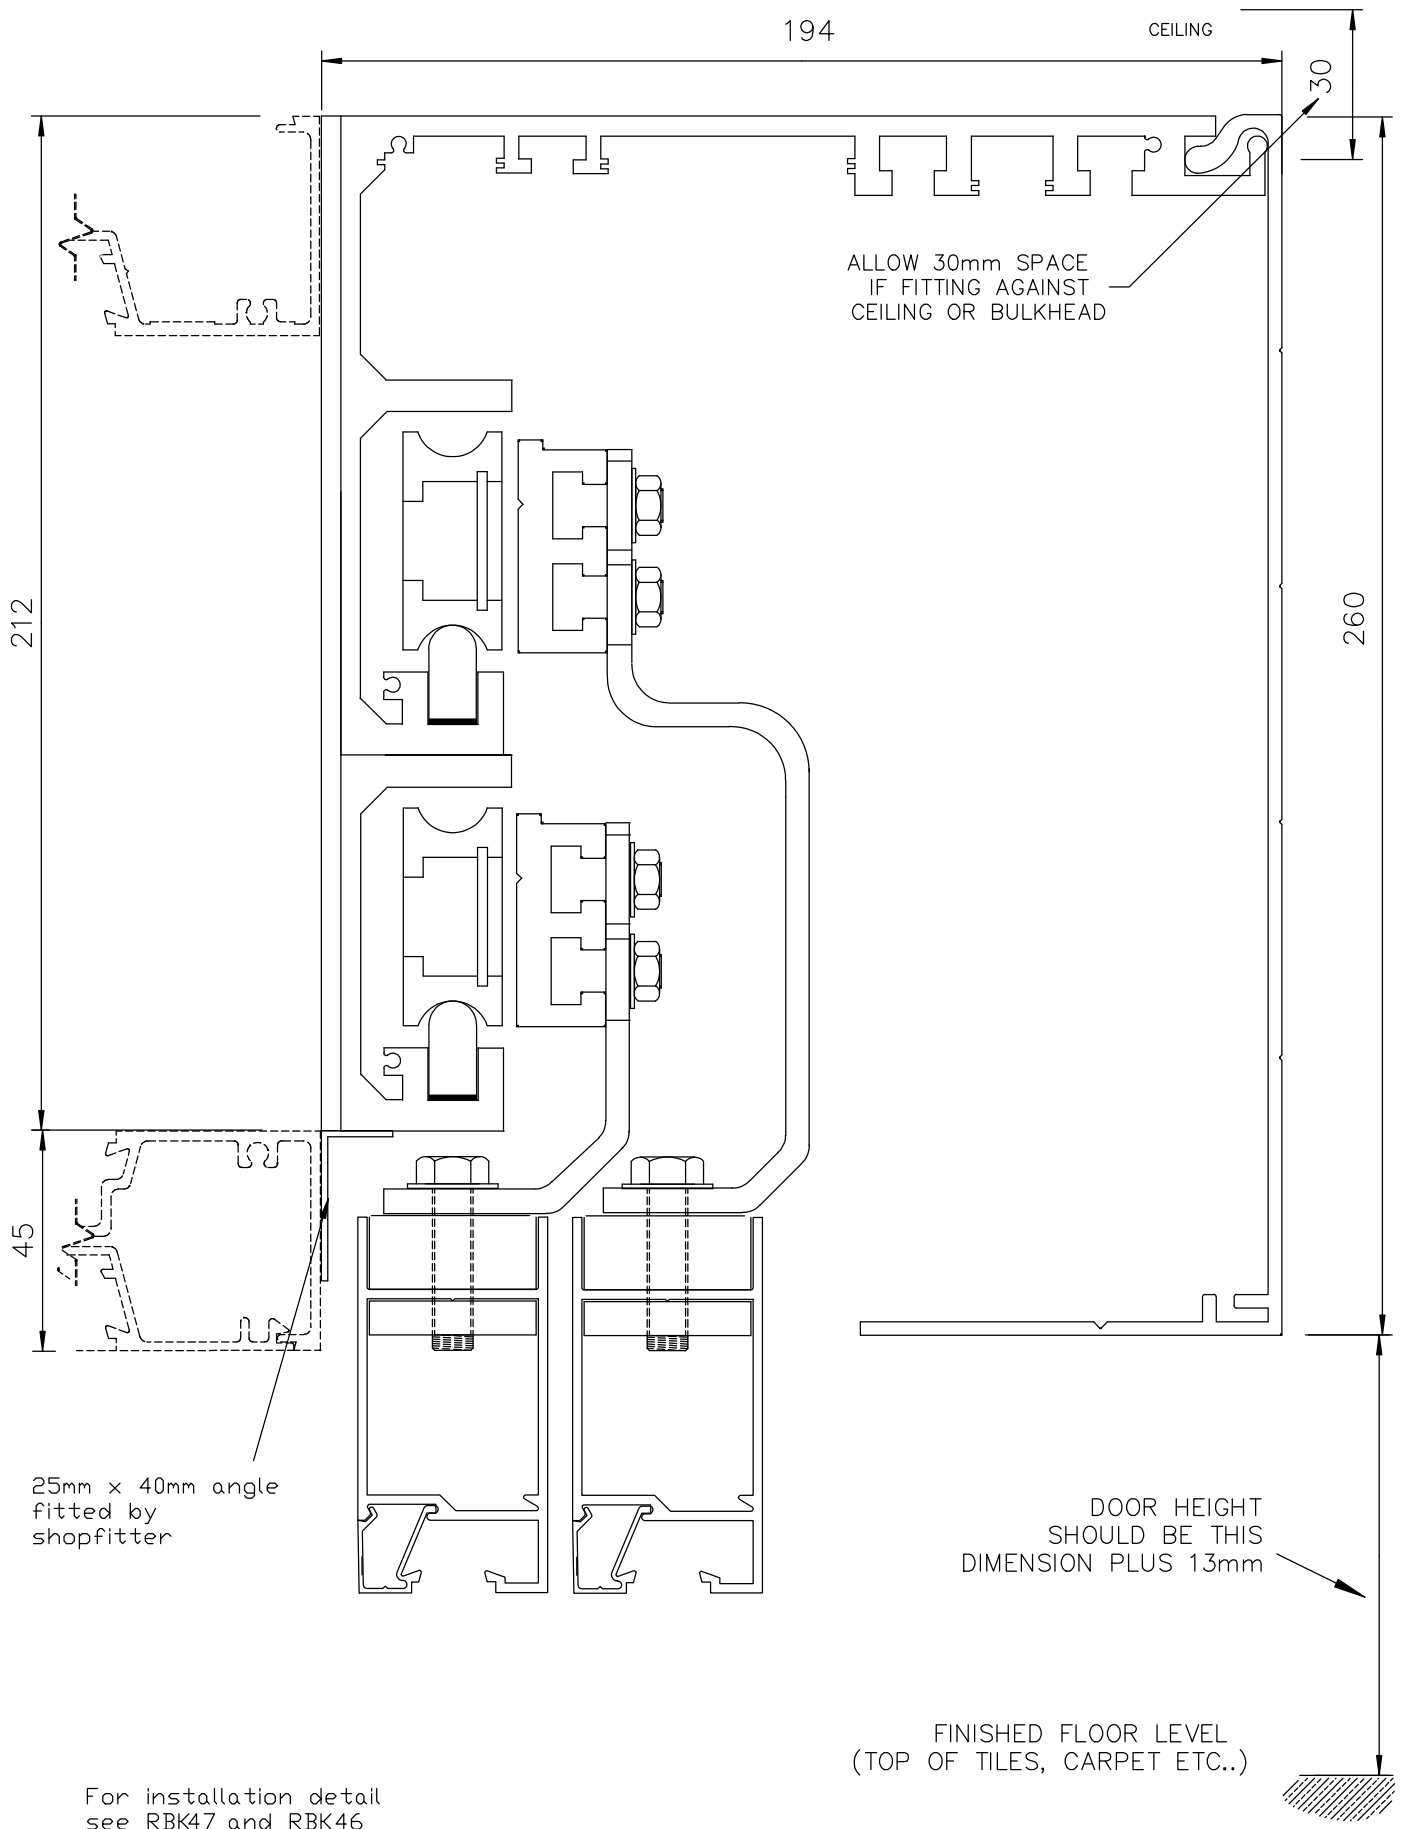 194
CEILING
30
ALLOW 30mm SPACE
IF FITTING AGAINST
CEILING OR BULKHEAD
212
260
45
25mm x 40mm angle
fitted by
shopfitter
DOOR HEIGHT
SHOULD BE THIS
DIMENSION PLUS 13mm
FINISHED FLOOR LEVEL
(TOP OF TILES, CARPET ETC..)
For installation detail
see RBK47 and RBK46